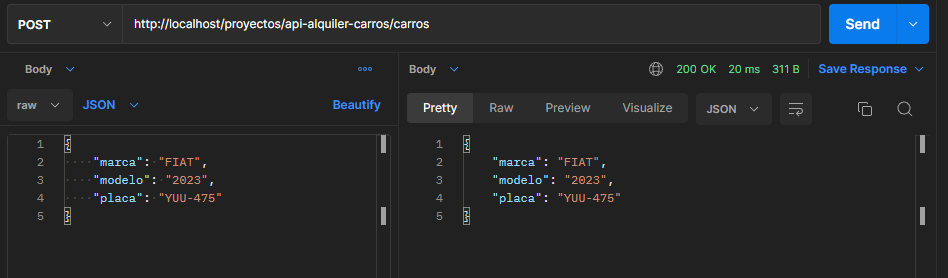 POST http://localhost/proyectos/api-alquiler-carros/carros Send
Body
raw JSON Beautify
1 {
2 "marca": "FIAT",
3 "modelo": "2023",
4 "placa": "YUU-475"
5 }
Body 200 OK 20 ms 311 B Save Response
Pretty Raw Preview Visualize JSON
1 {
2 "marca": "FIAT",
3 "modelo": "2023",
4 "placa": "YUU-475"
5 }